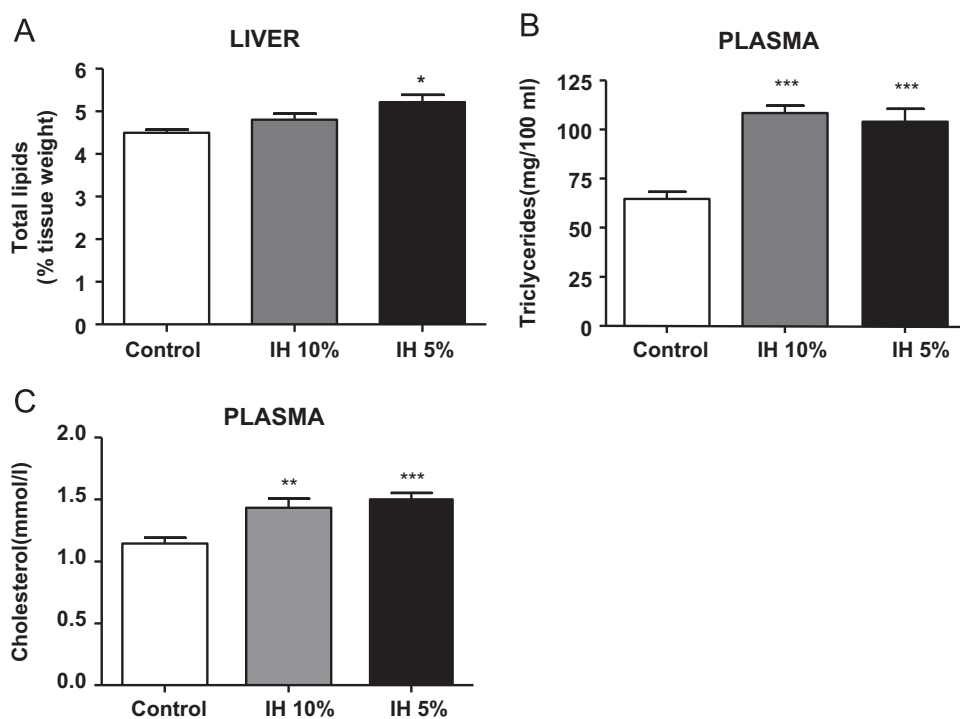 A
LIVER
Total lipids
(% tissue weight)
6
5
4
3
2
1
0
*
Control
IH 10%
IH 5%
B
PLASMA
Triclycerides(mg/100 ml)
125
100
75
50
25
0
***
***
Control
IH 10%
IH 5%
C
PLASMA
Cholesterol(mmol/l)
2.0
1.5
1.0
0.5
0.0
**
***
Control
IH 10%
IH 5%